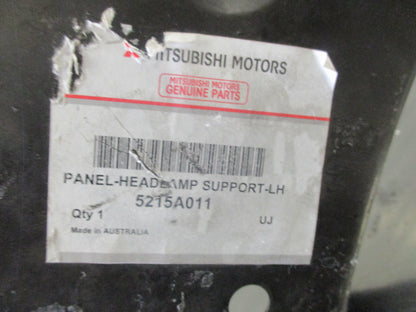 MITSUBISHI MOTORS
MITSUBISHI MOTORS
GENUINE PARTS
PANEL-HEADLAMP SUPPORT-LH
5215A011
Qty 1 UJ
Made in AUSTRALIA